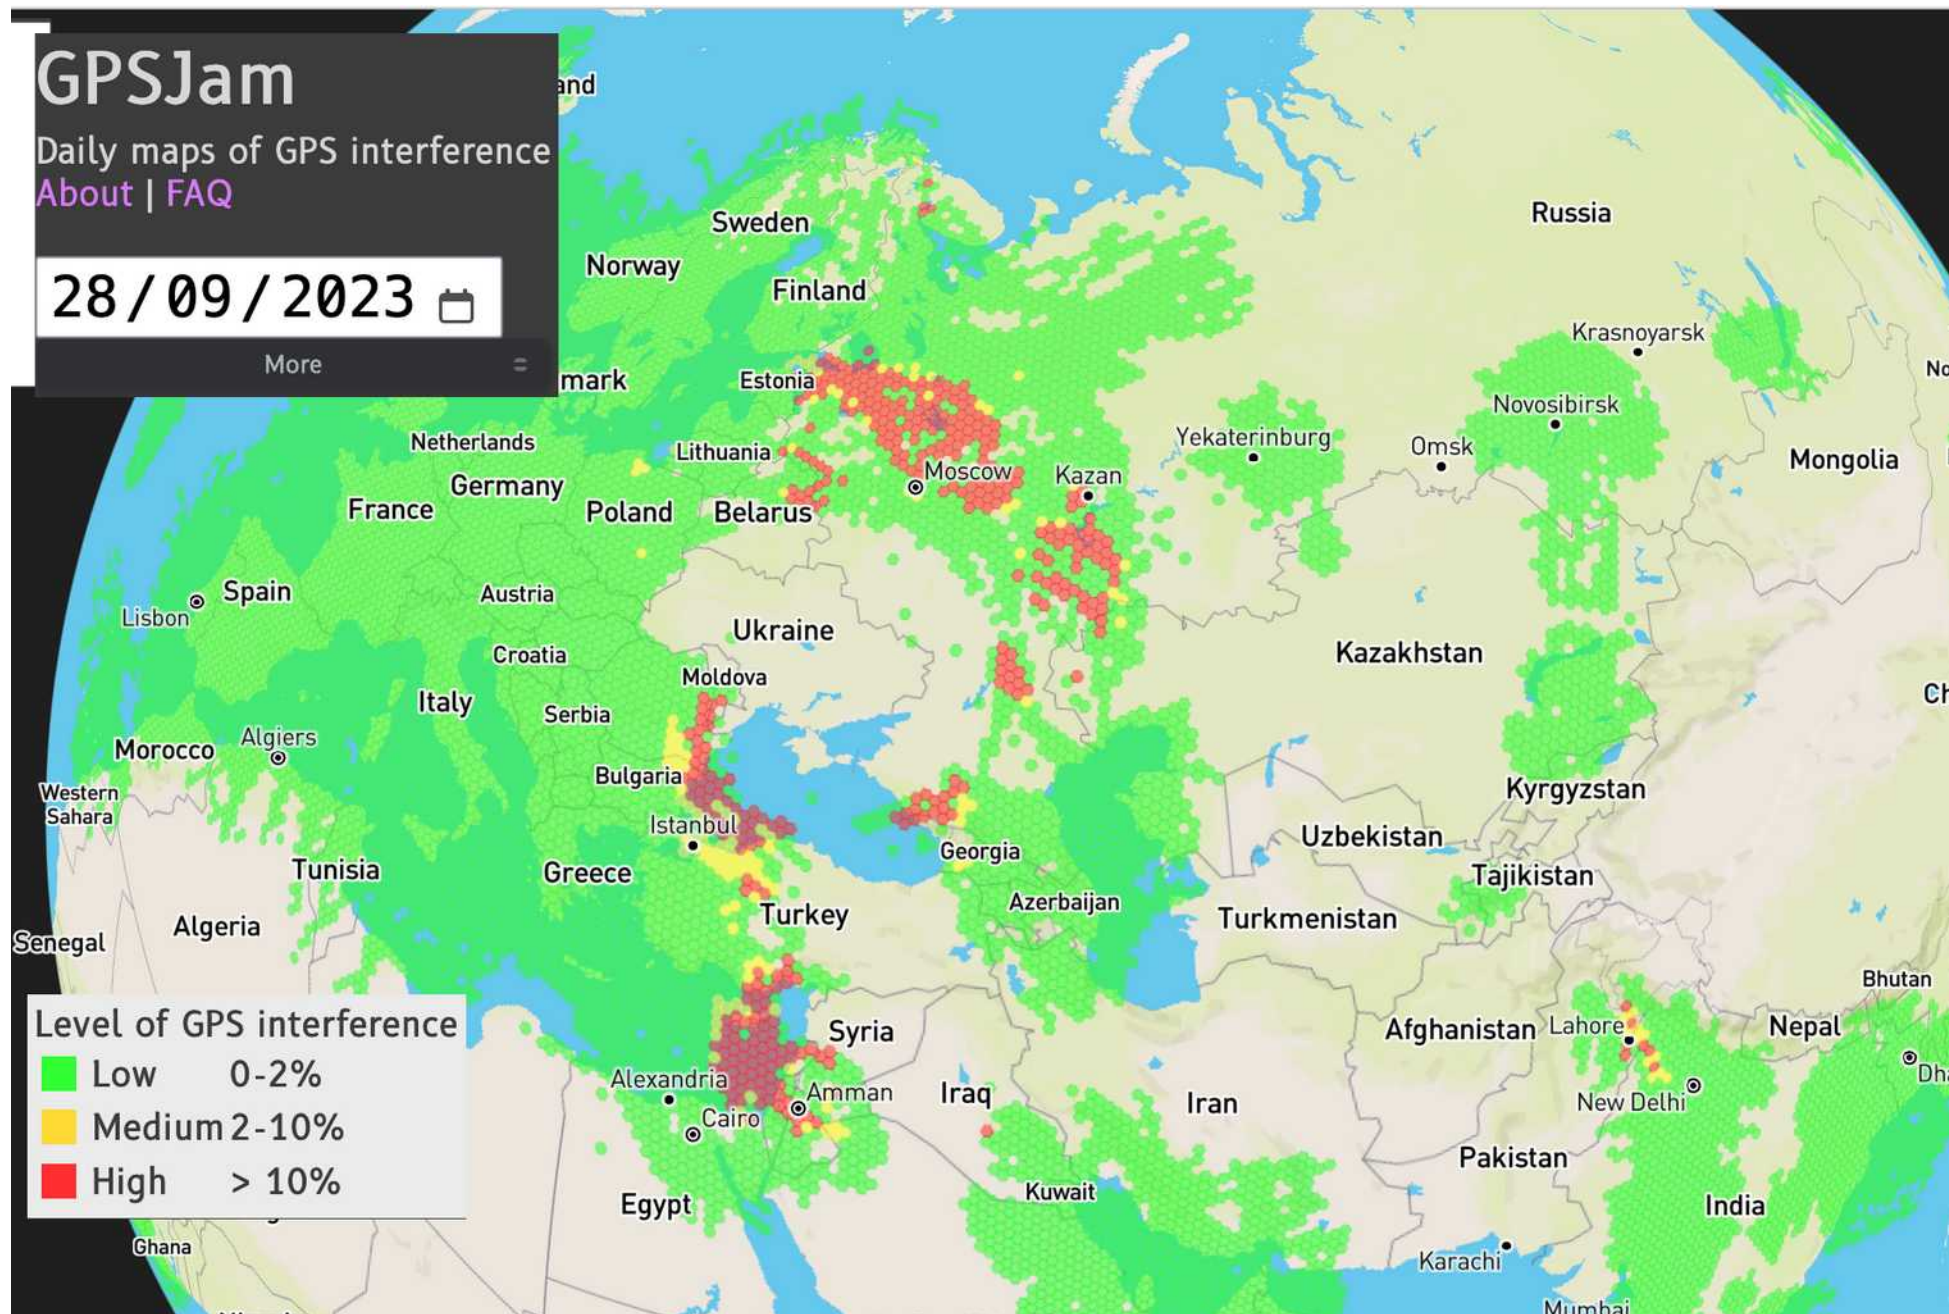 GPSJam
Daily maps of GPS interference
About | FAQ
28/09/2023
More
and
mark
Sweden
Norway
Finland
Russia
Estonia
Krasnoyarsk
No
Novosibirsk
Netherlands
Lithuania
Yekaterinburg
Omsk
Mongolia
Germany
Moscow
Kazan
France
Poland
Belarus
Spain
Austria
Lisbon
Ukraine
Croatia
Kazakhstan
Moldova
Ch
Italy
Serbia
Morocco
Algiers
Bulgaria
Western
Sahara
Kyrgyzstan
Istanbul
Uzbekistan
Georgia
Tunisia
Greece
Tajikistan
Azerbaijan
Algeria
Turkey
Turkmenistan
Senegal
Bhutan
Syria
Afghanistan
Lahore
Nepal
Alexandria
Amman
Iraq
Iran
Dha
New Delhi
Cairo
Pakistan
Kuwait
Egypt
India
Ghana
Karachi
Mumbai
Level of GPS interference
Low 0-2%
Medium 2-10%
High > 10%